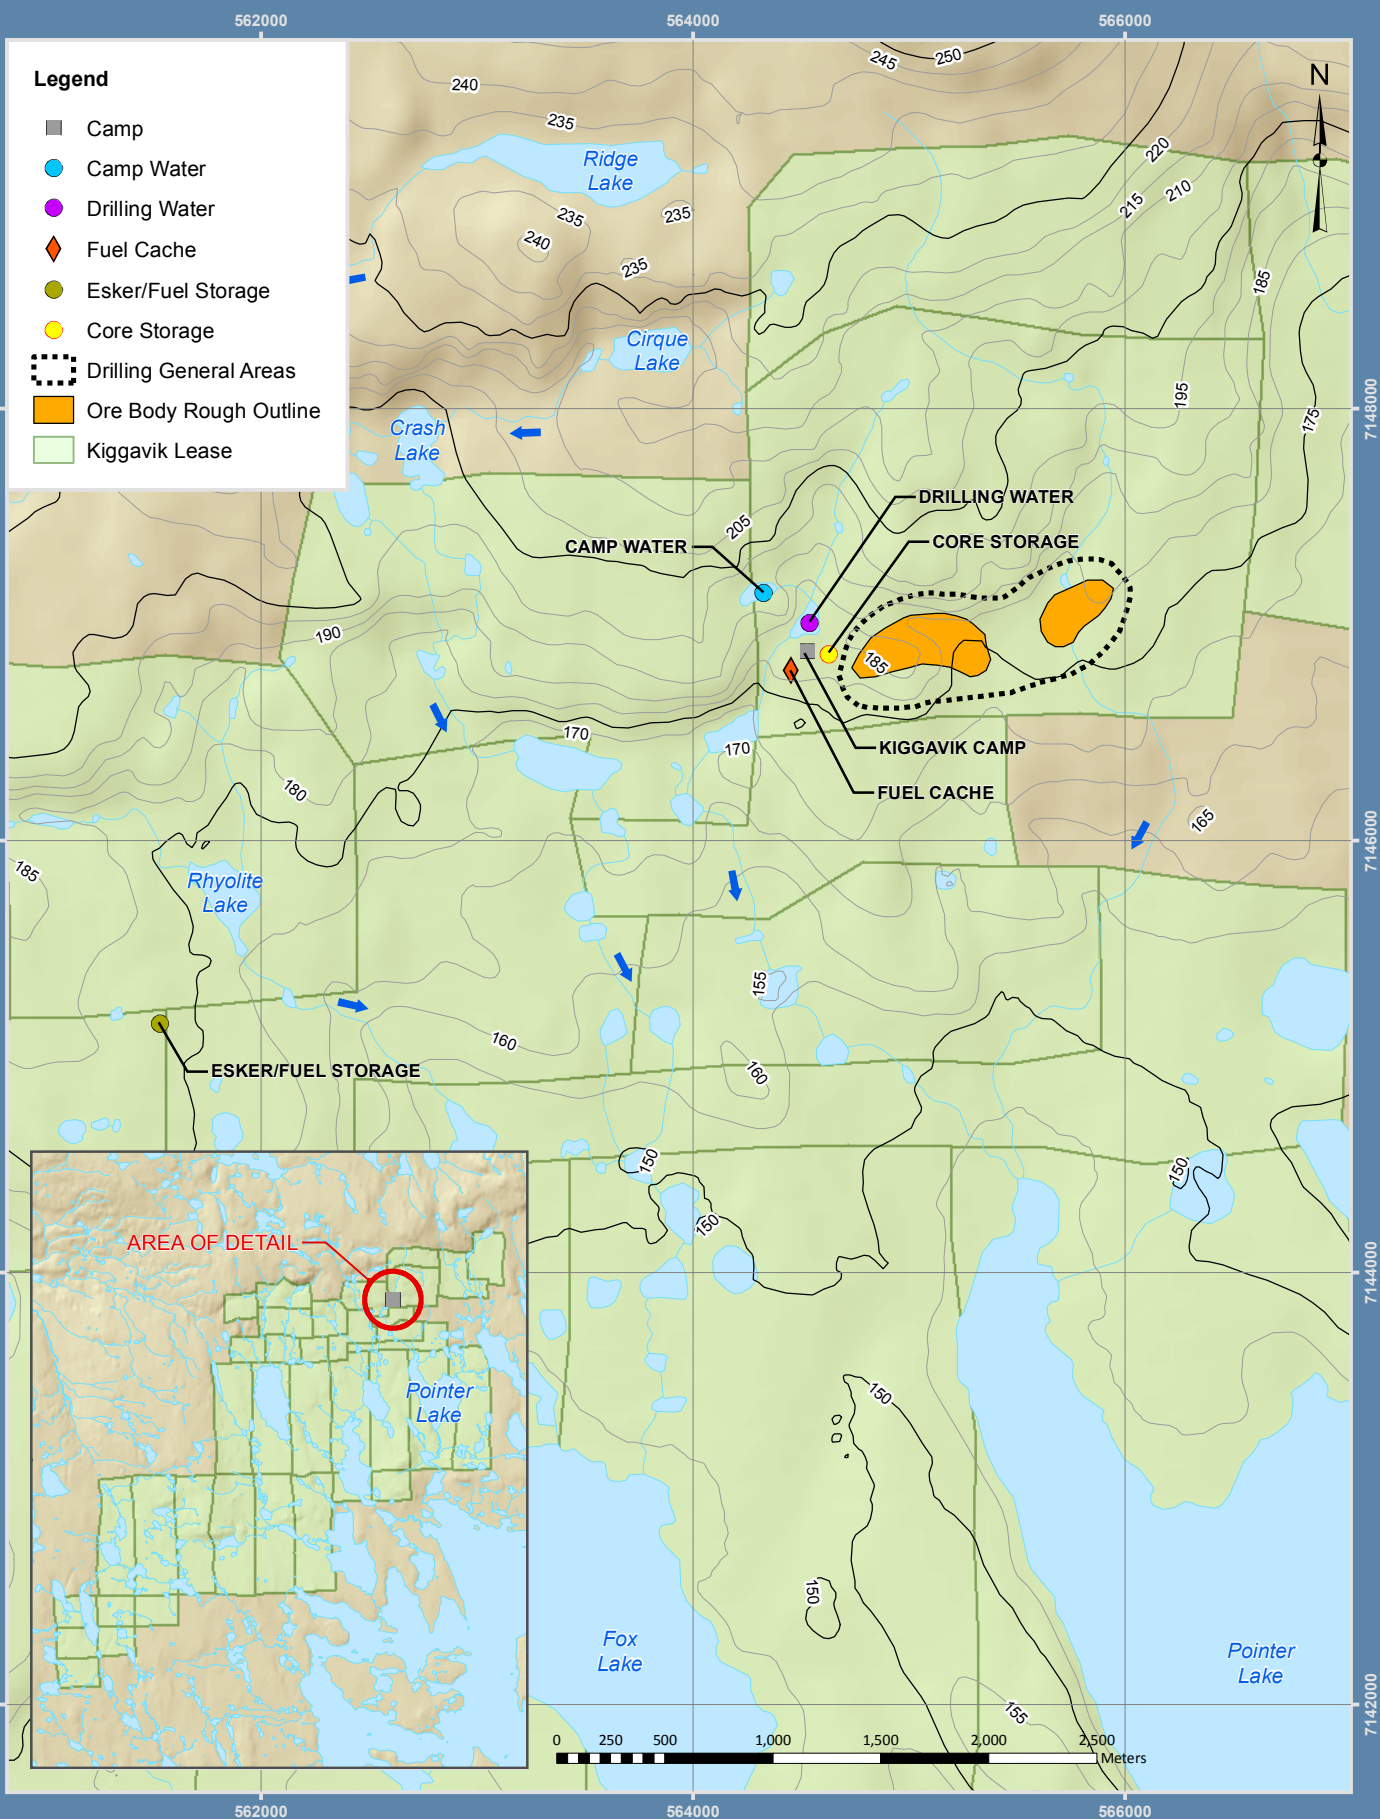 562000
564000
566000
Legend
Camp
Camp Water
Drilling Water
Fuel Cache
Esker/Fuel Storage
Core Storage
Drilling General Areas
Ore Body Rough Outline
Kiggavik Lease
N
245
250
240
235
Ridge
Lake
220
210
215
235
235
240
235
185
Cirque
Lake
195
175
7148000
Crash
Lake
DRILLING WATER
205
CORE STORAGE
CAMP WATER
190
185
170
170
KIGGAVIK CAMP
180
FUEL CACHE
165
7146000
185
Rhyolite
Lake
155
160
ESKER/FUEL STORAGE
160
150
150
150
AREA OF DETAIL
7144000
Pointer
Lake
150
150
Fox
Lake
Pointer
Lake
155
7142000
0
250
500
1,000
1,500
2,000
2,500
Meters
562000
564000
566000